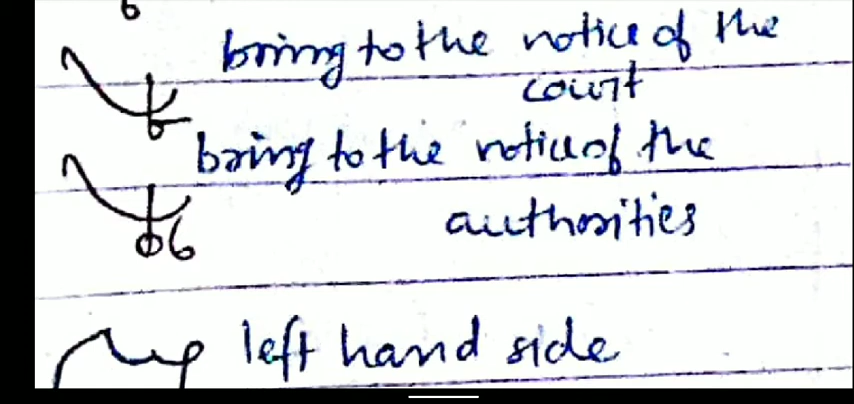 bring to the notice of the
court
bring to the notice of the
authorities
left hand side